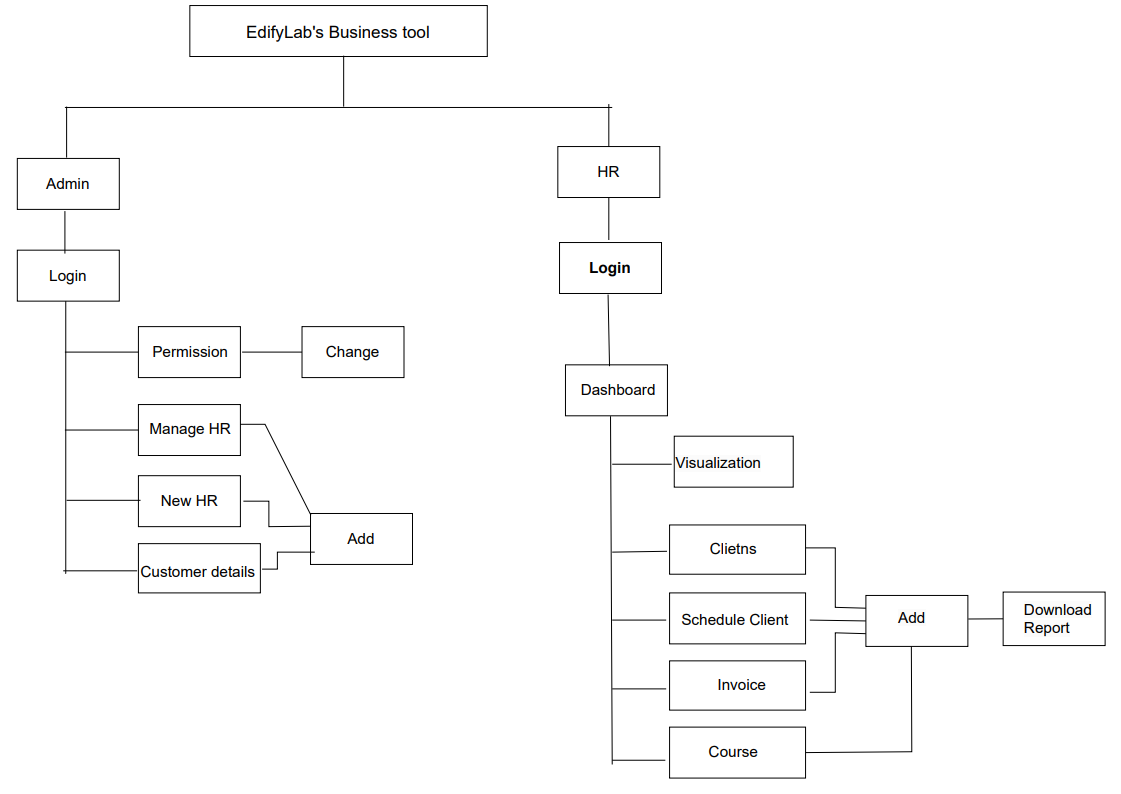 EdifyLab's Business tool
Admin
HR
Login
Login
Permission
Change
Dashboard
Manage HR
Visualization
New HR
Add
Customer details
Clietns
Schedule Client
Add
Download
Report
Invoice
Course